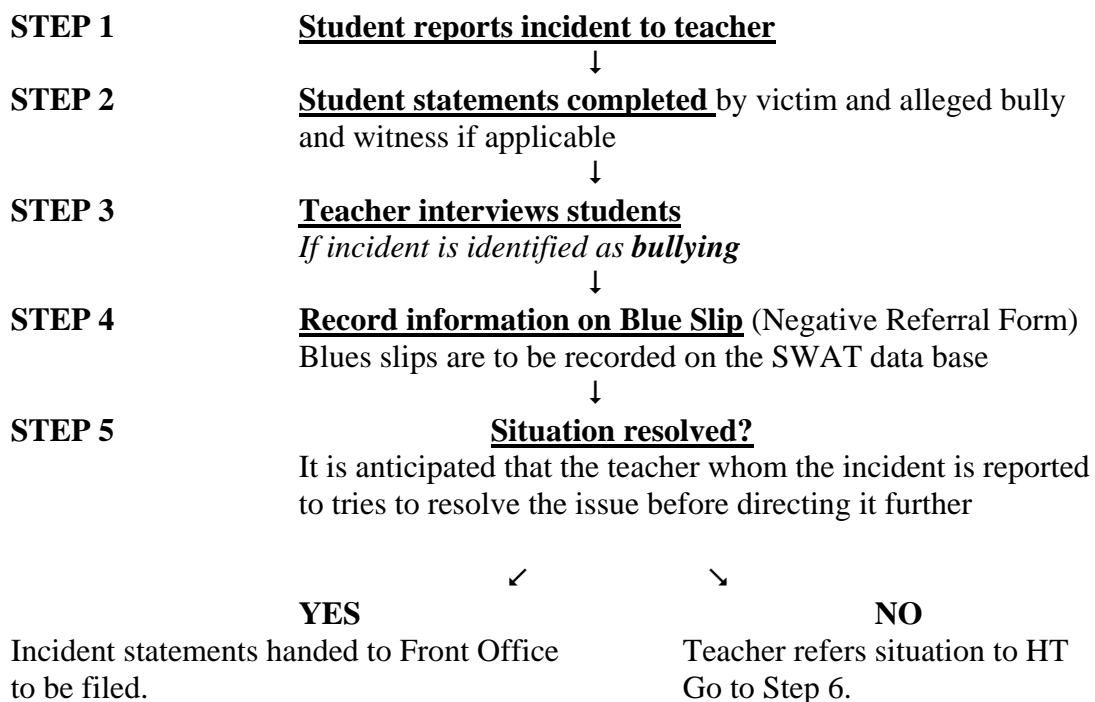 STEP 1 Student reports incident to teacher
↓
STEP 2 Student statements completed by victim and alleged bully
and witness if applicable
↓
STEP 3 Teacher interviews students
If incident is identified as bullying
↓
STEP 4 Record information on Blue Slip (Negative Referral Form)
Blues slips are to be recorded on the SWAT data base
↓
STEP 5 Situation resolved?
It is anticipated that the teacher whom the incident is reported
to tries to resolve the issue before directing it further
↙ ↘
YES NO
Incident statements handed to Front Office Teacher refers situation to HT
to be filed. Go to Step 6.